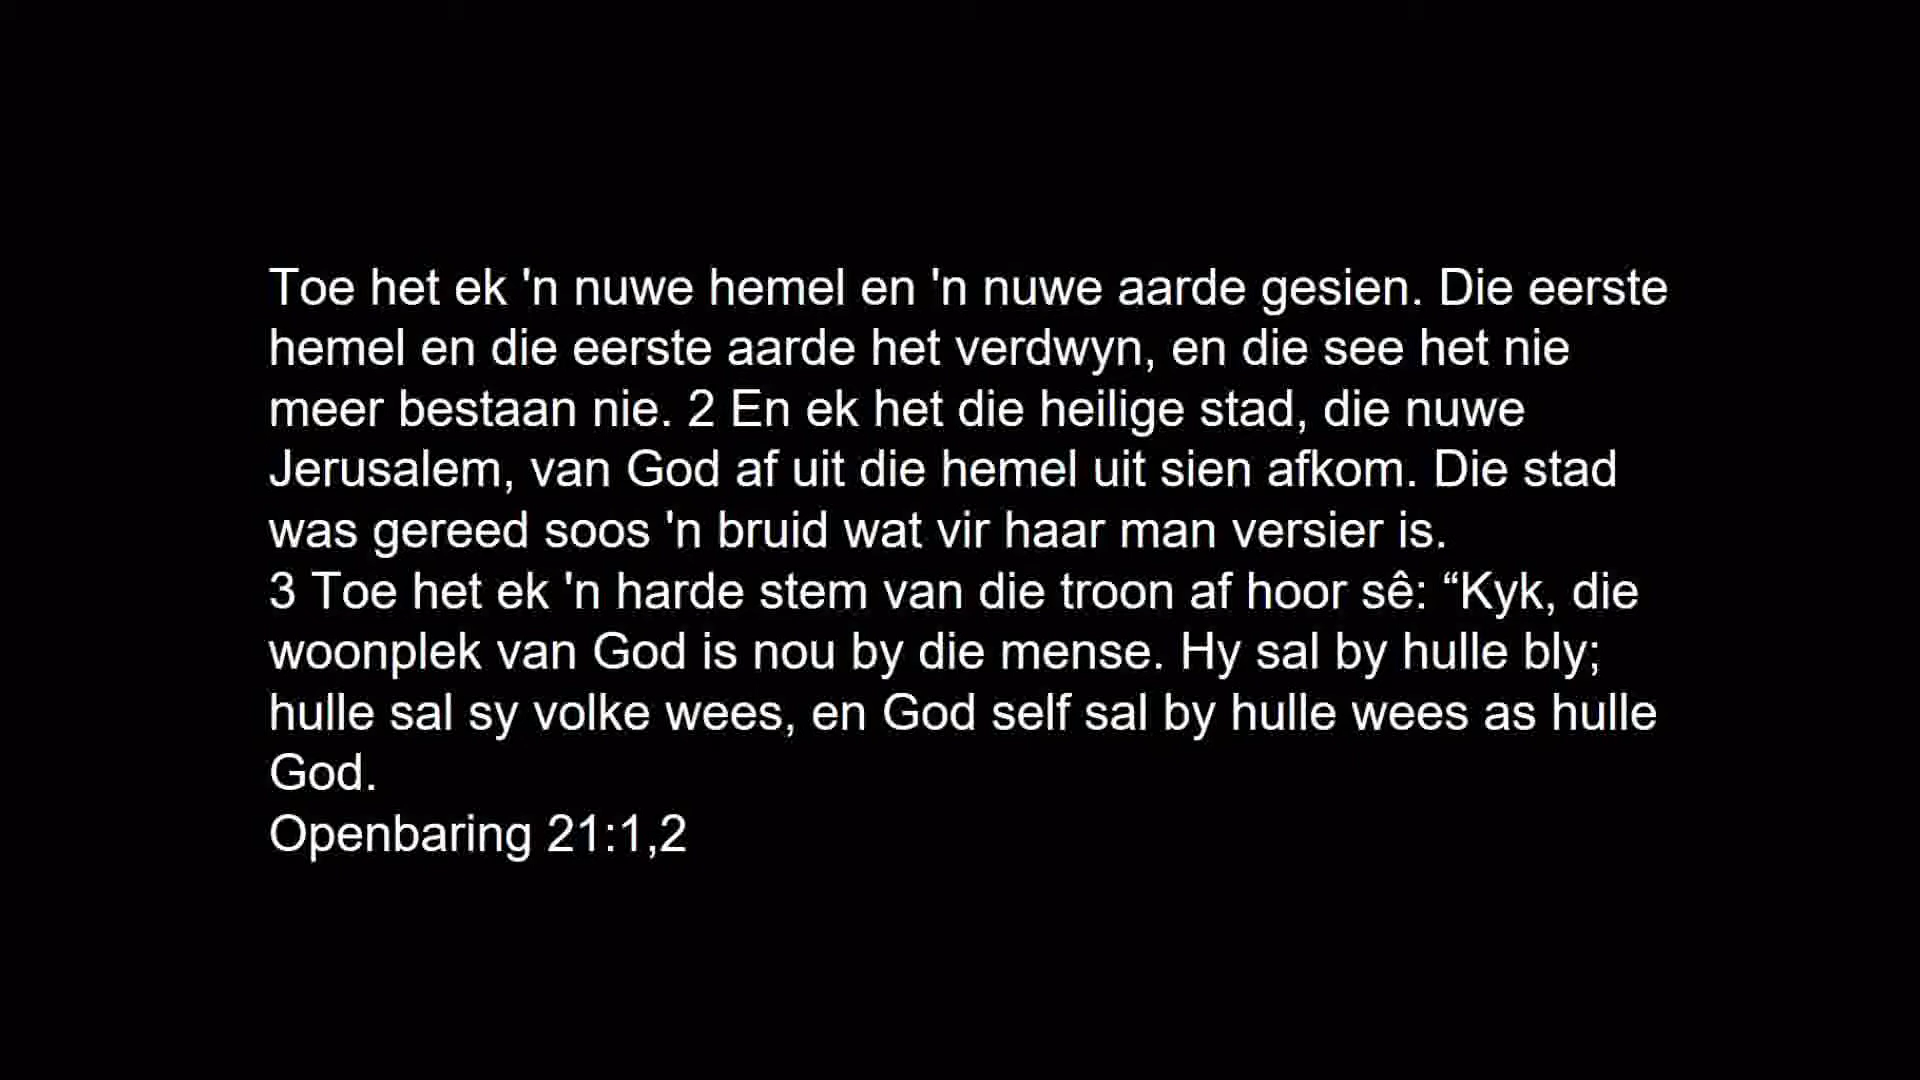 Toe het ek 'n nuwe hemel en 'n nuwe aarde gesien. Die eerste
hemel en die eerste aarde het verdwyn, en die see het nie
meer bestaan nie. 2 En ek het die heilige stad, die nuwe
Jerusalem, van God af uit die hemel uit sien afkom. Die stad
was gereed soos 'n bruid wat vir haar man versier is.
3 Toe het ek 'n harde stem van die troon af hoor sê: “Kyk, die
woonplek van God is nou by die mense. Hy sal by hulle bly;
hulle sal sy volke wees, en God self sal by hulle wees as hulle
God.
Openbaring 21:1,2